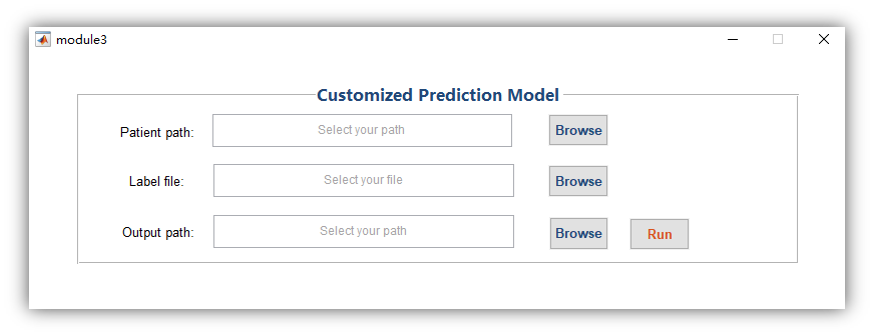 module3
Customized Prediction Model
Patient path: Select your path Browse
Label file: Select your file Browse
Output path: Select your path Browse Run